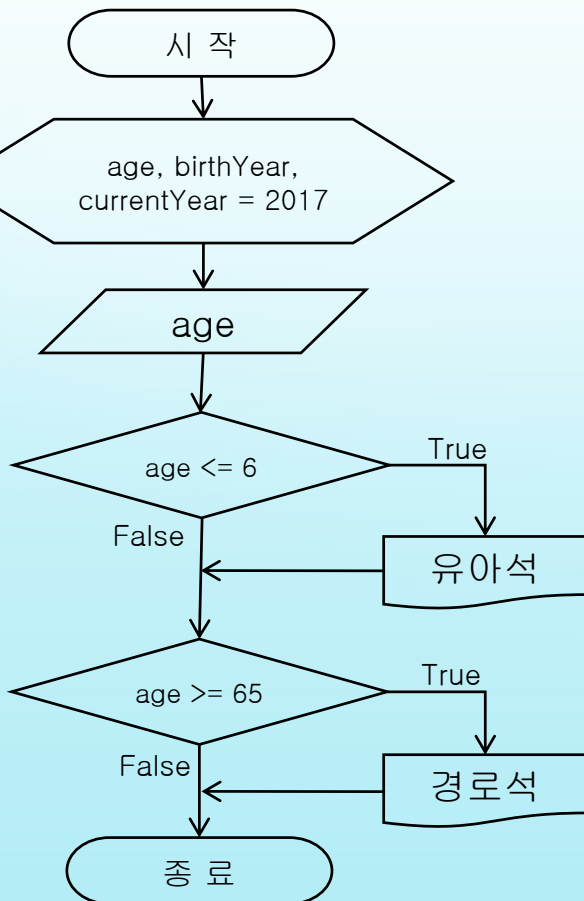 시 작
age, birthYear,
currentYear = 2017
age
age <= 6
True
False
유아석
age >= 65
True
False
경로석
종 료